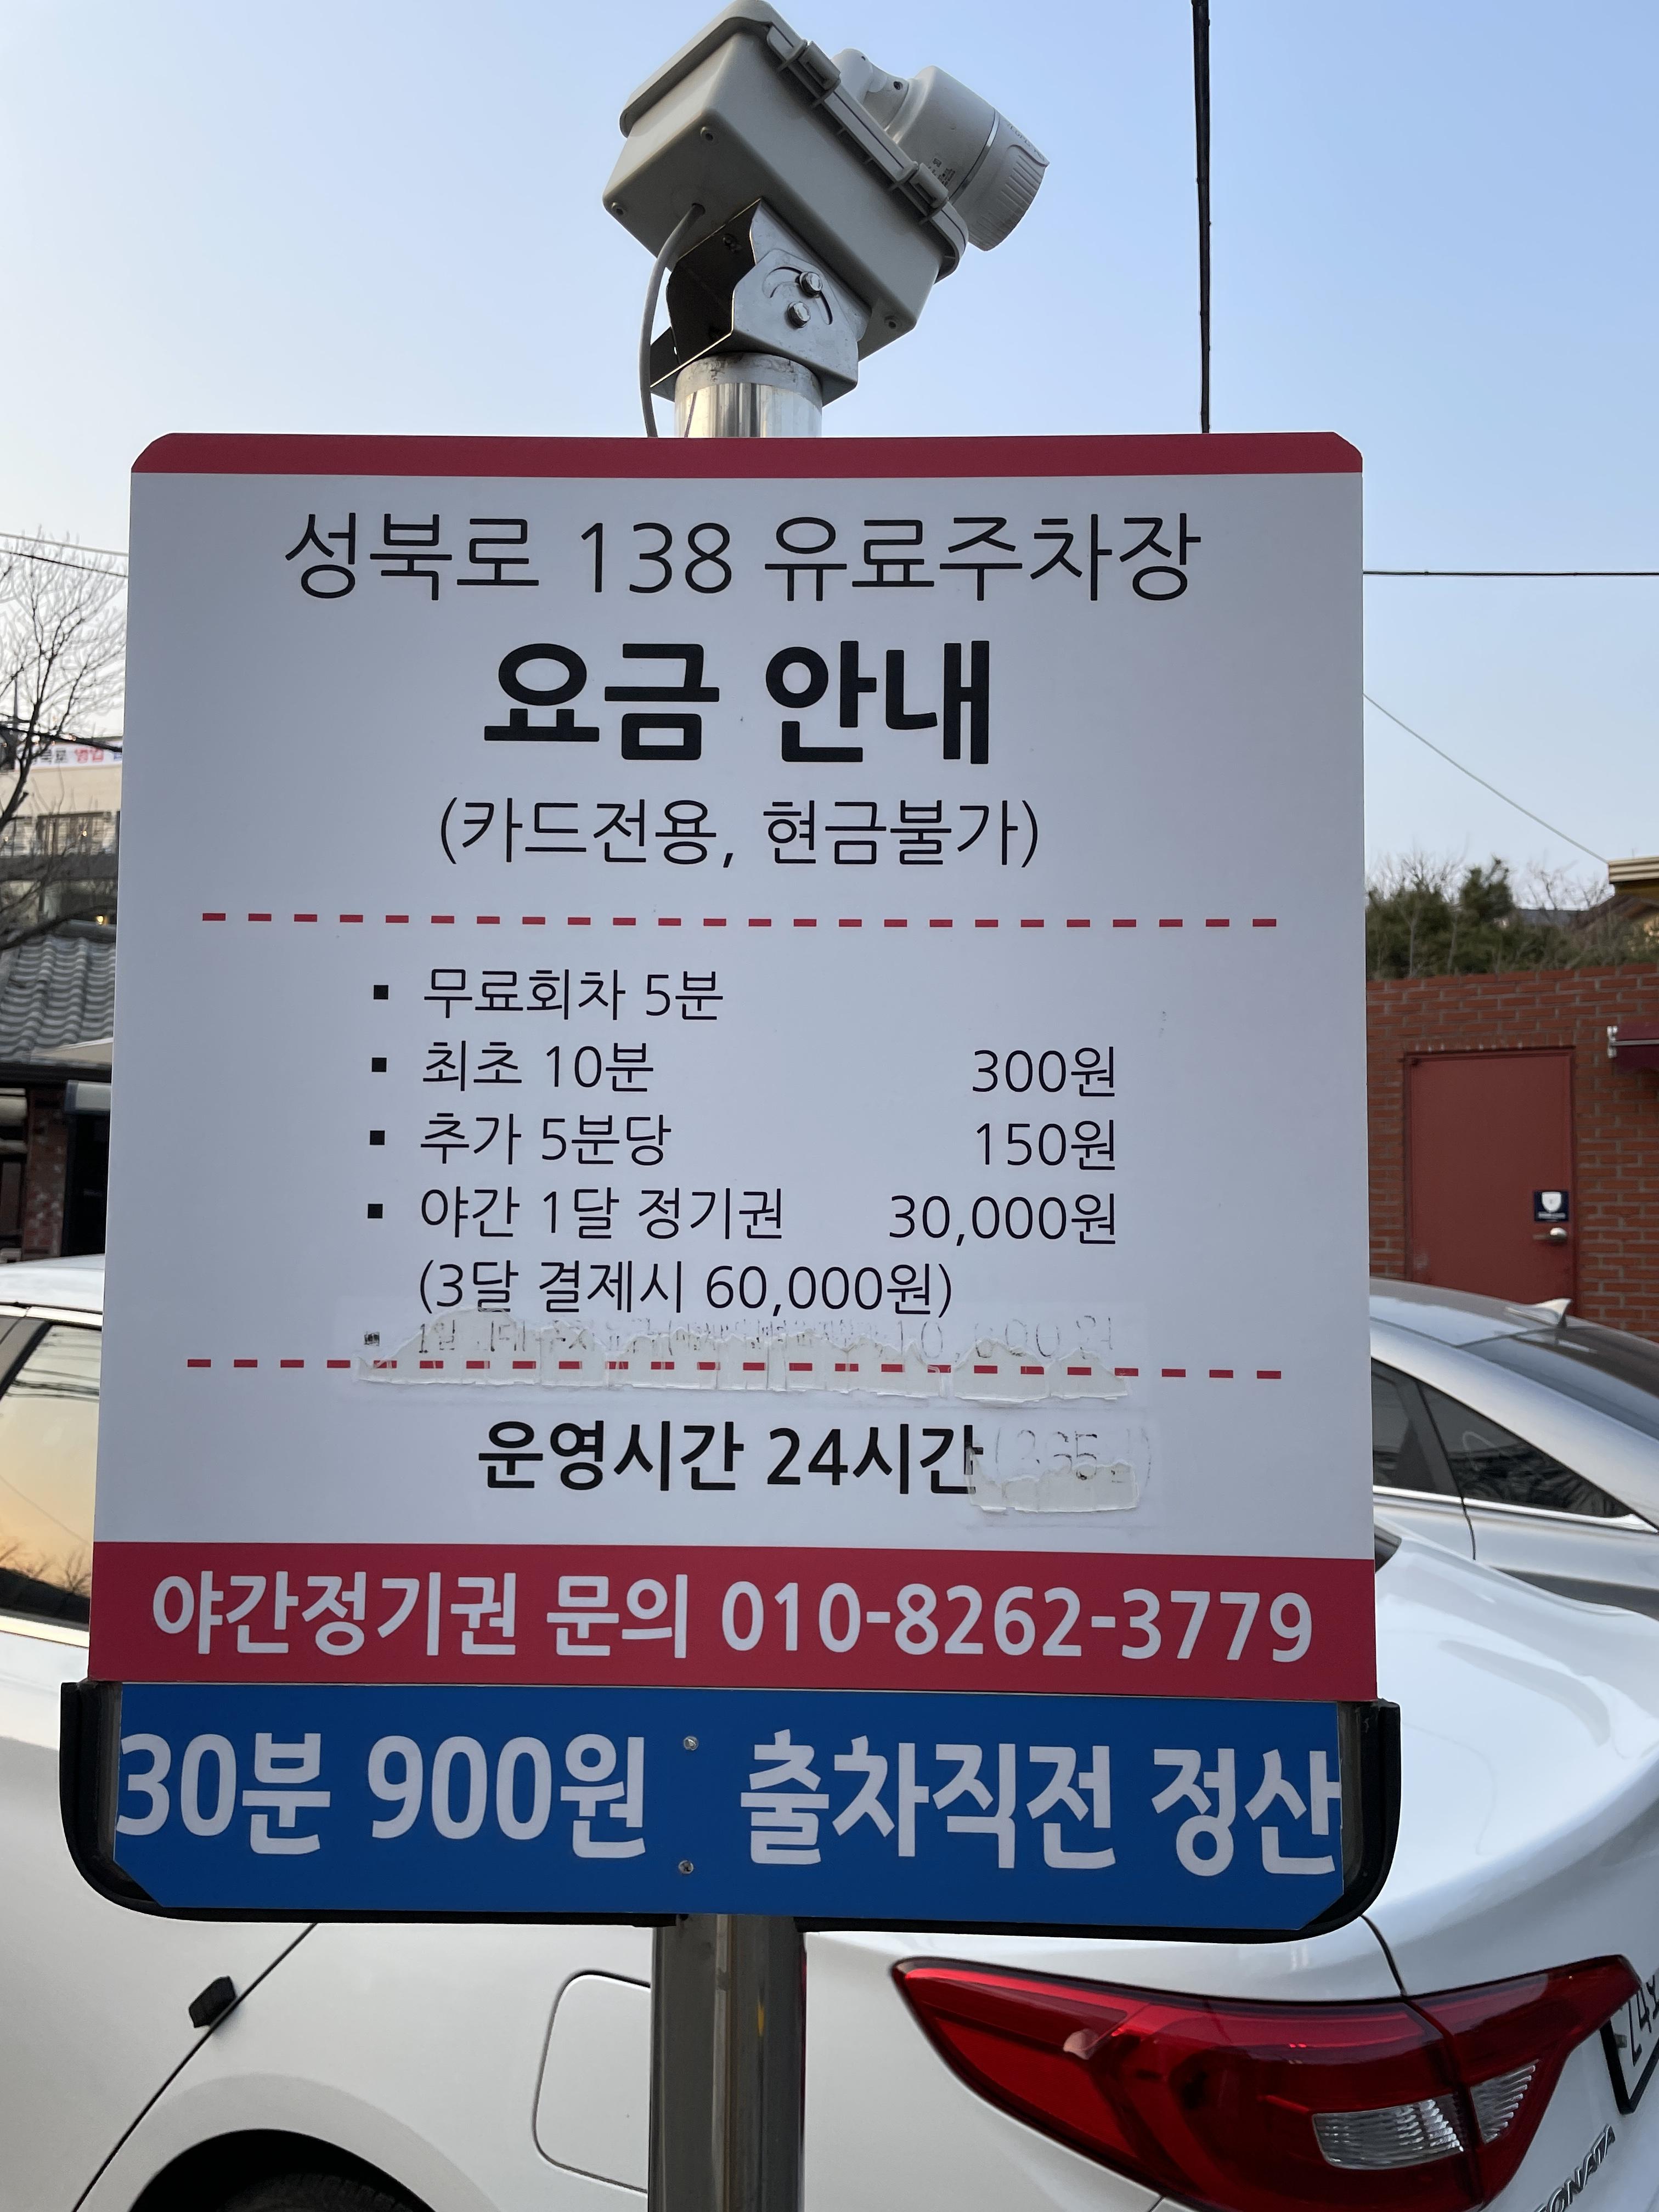 성북로 138 유료주차장
요금 안내
(카드전용, 현금불가)
▪ 무료회차 5분
▪ 최초 10분 300원
▪ 추가 5분당 150원
▪ 야간 1달 정기권 30,000원
(3달 결제시 60,000원)
운영시간 24시간
야간정기권 문의 010-8262-3779
30분 900원 출차직전 정산